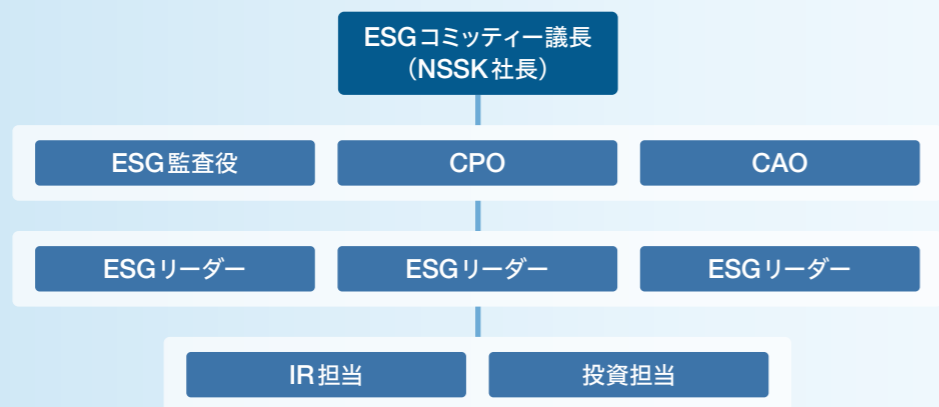 ESGコミッティー議長
（NSSK社長）
ESG監査役
CPO
CAO
ESGリーダー
ESGリーダー
ESGリーダー
IR担当
投資担当